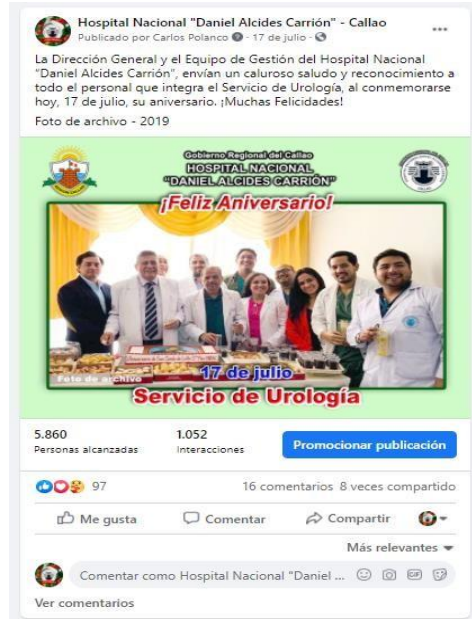 Hospital Nacional "Daniel Alcides Carrión" - Callao
Publicado por Carlos Polanco · 17 de julio ·
La Dirección General y el Equipo de Gestión del Hospital Nacional
"Daniel Alcides Carrión", envían un caluroso saludo y reconocimiento a
todo el personal que integra el Servicio de Urología, al conmemorarse
hoy, 17 de julio, su aniversario. ¡Muchas Felicidades!
Foto de archivo - 2019
Gobierno Regional del Callao
HOSPITAL NACIONAL
"DANIEL ALCIDES CARRIÓN"
¡Feliz Aniversario!
Foto de archivo
17 de julio
Servicio de Urología
5.860
Personas alcanzadas
1.052
Interacciones
Promocionar publicación
97
16 comentarios 8 veces compartido
Me gusta
Comentar
Compartir
Más relevantes
Comentar como Hospital Nacional "Daniel ...
GIF
Ver comentarios